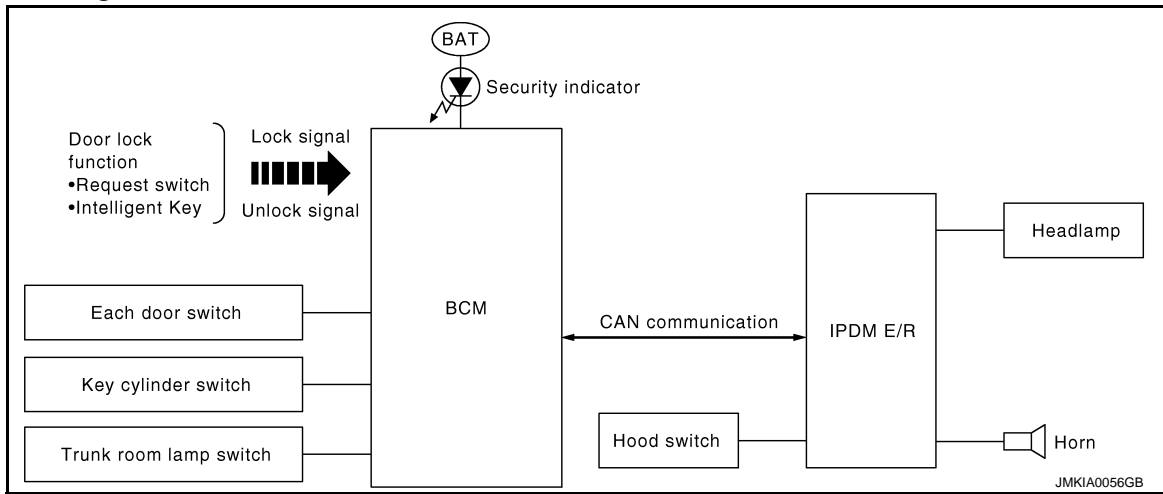 BAT
Security indicator
Door lock
function
•Request switch
•Intelligent Key
Lock signal
Unlock signal
Each door switch
Key cylinder switch
Trunk room lamp switch
BCM
CAN communication
Hood switch
IPDM E/R
Headlamp
Horn
JMKIA0056GB